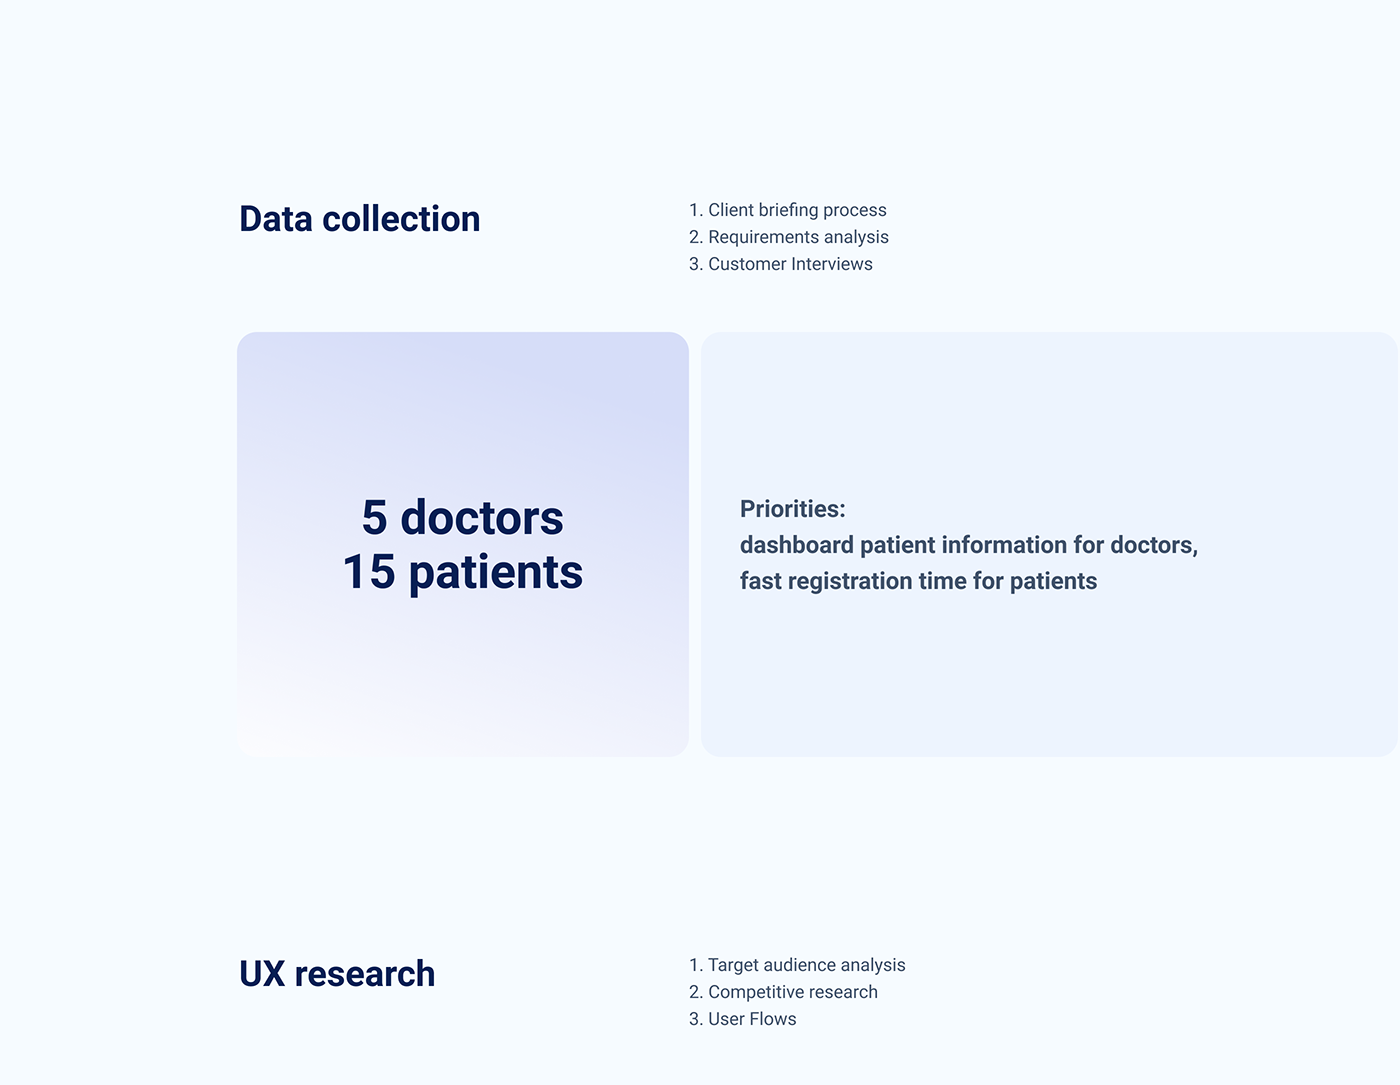 Data collection
1. Client briefing process
2. Requirements analysis
3. Customer Interviews
5 doctors
15 patients
Priorities:
dashboard patient information for doctors,
fast registration time for patients
UX research
1. Target audience analysis
2. Competitive research
3. User Flows